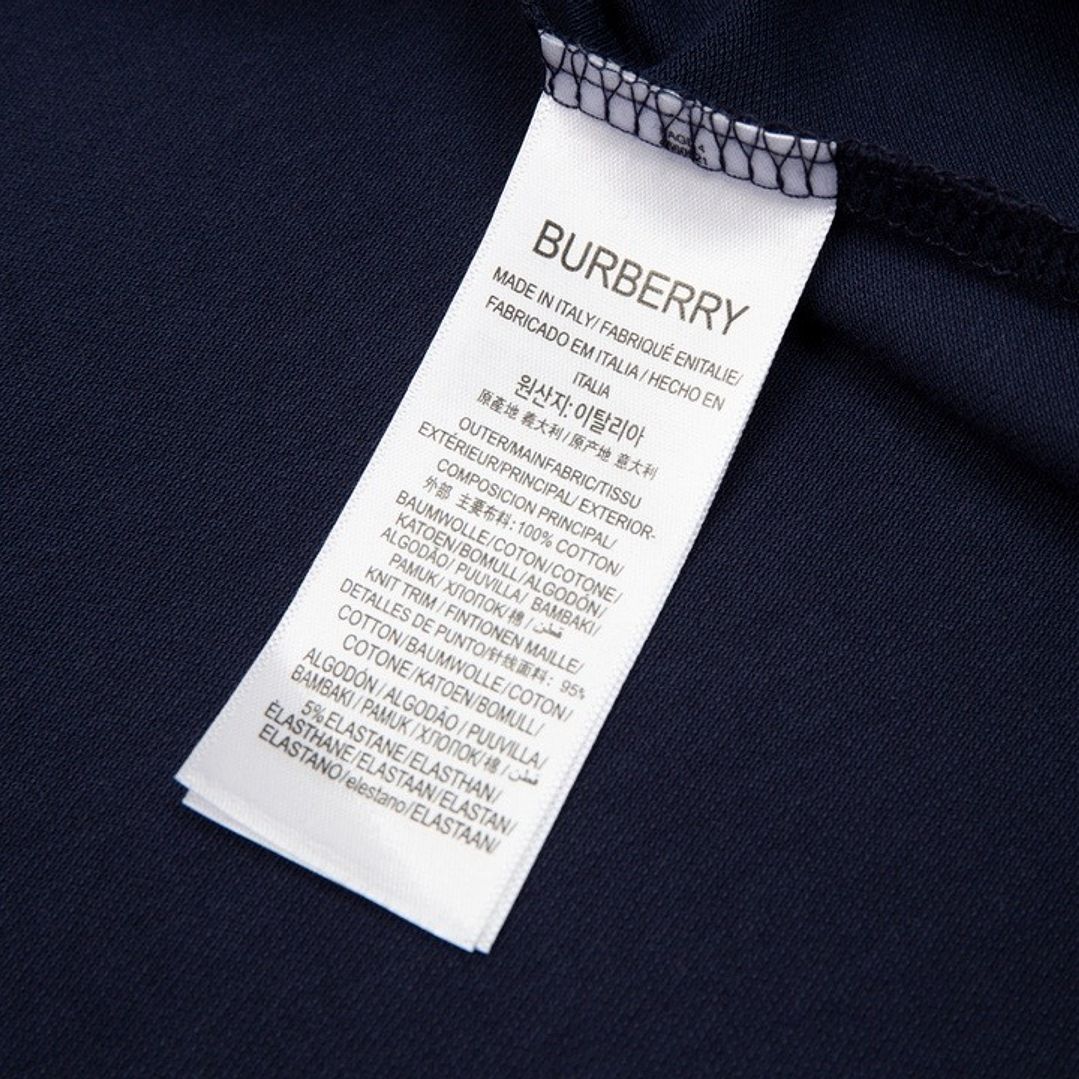 BURBERRY
MADE IN ITALY/ FABRIQUÉ ENITALIE/
FABRICADO EM ITALIA / HECHO EN
ITALIA
원산지: 이탈리아
原產地 義大利 / 原产地 意大利
OUTER/MAINFABRIC/TISSU
EXTÉRIEUR/PRINCIPAL/ EXTERIOR-
COMPOSICION PRINCIPAL/
外部 主要布料:100% COTTON/
BAUMWOLLE/COTON/COTONE/
KATOEN/BOMULL/ALGODÓN/
ALGODÃO/ PUUVILLA/ BAMBAKI/
PAMUK/ ХЛОПОК/棉 / قطن
KNIT TRIM / FINTIONEN MAILLE/
DETALLES DE PUNTO/针线面料: 95%
COTTON/BAUMWOLLE/COTON/
COTONE/KATOEN/BOMULL/
ALGODÓN/ ALGODÃO / PUUVILLA/
BAMBAKI / PAMUK / ХЛОПОК/棉 / قطن
5% ELASTANE/ELASTHAN/
ÈLASTHANE/ELASTAAN/ELASTAN/
ELASTANO/elestano/ELASTAAN/